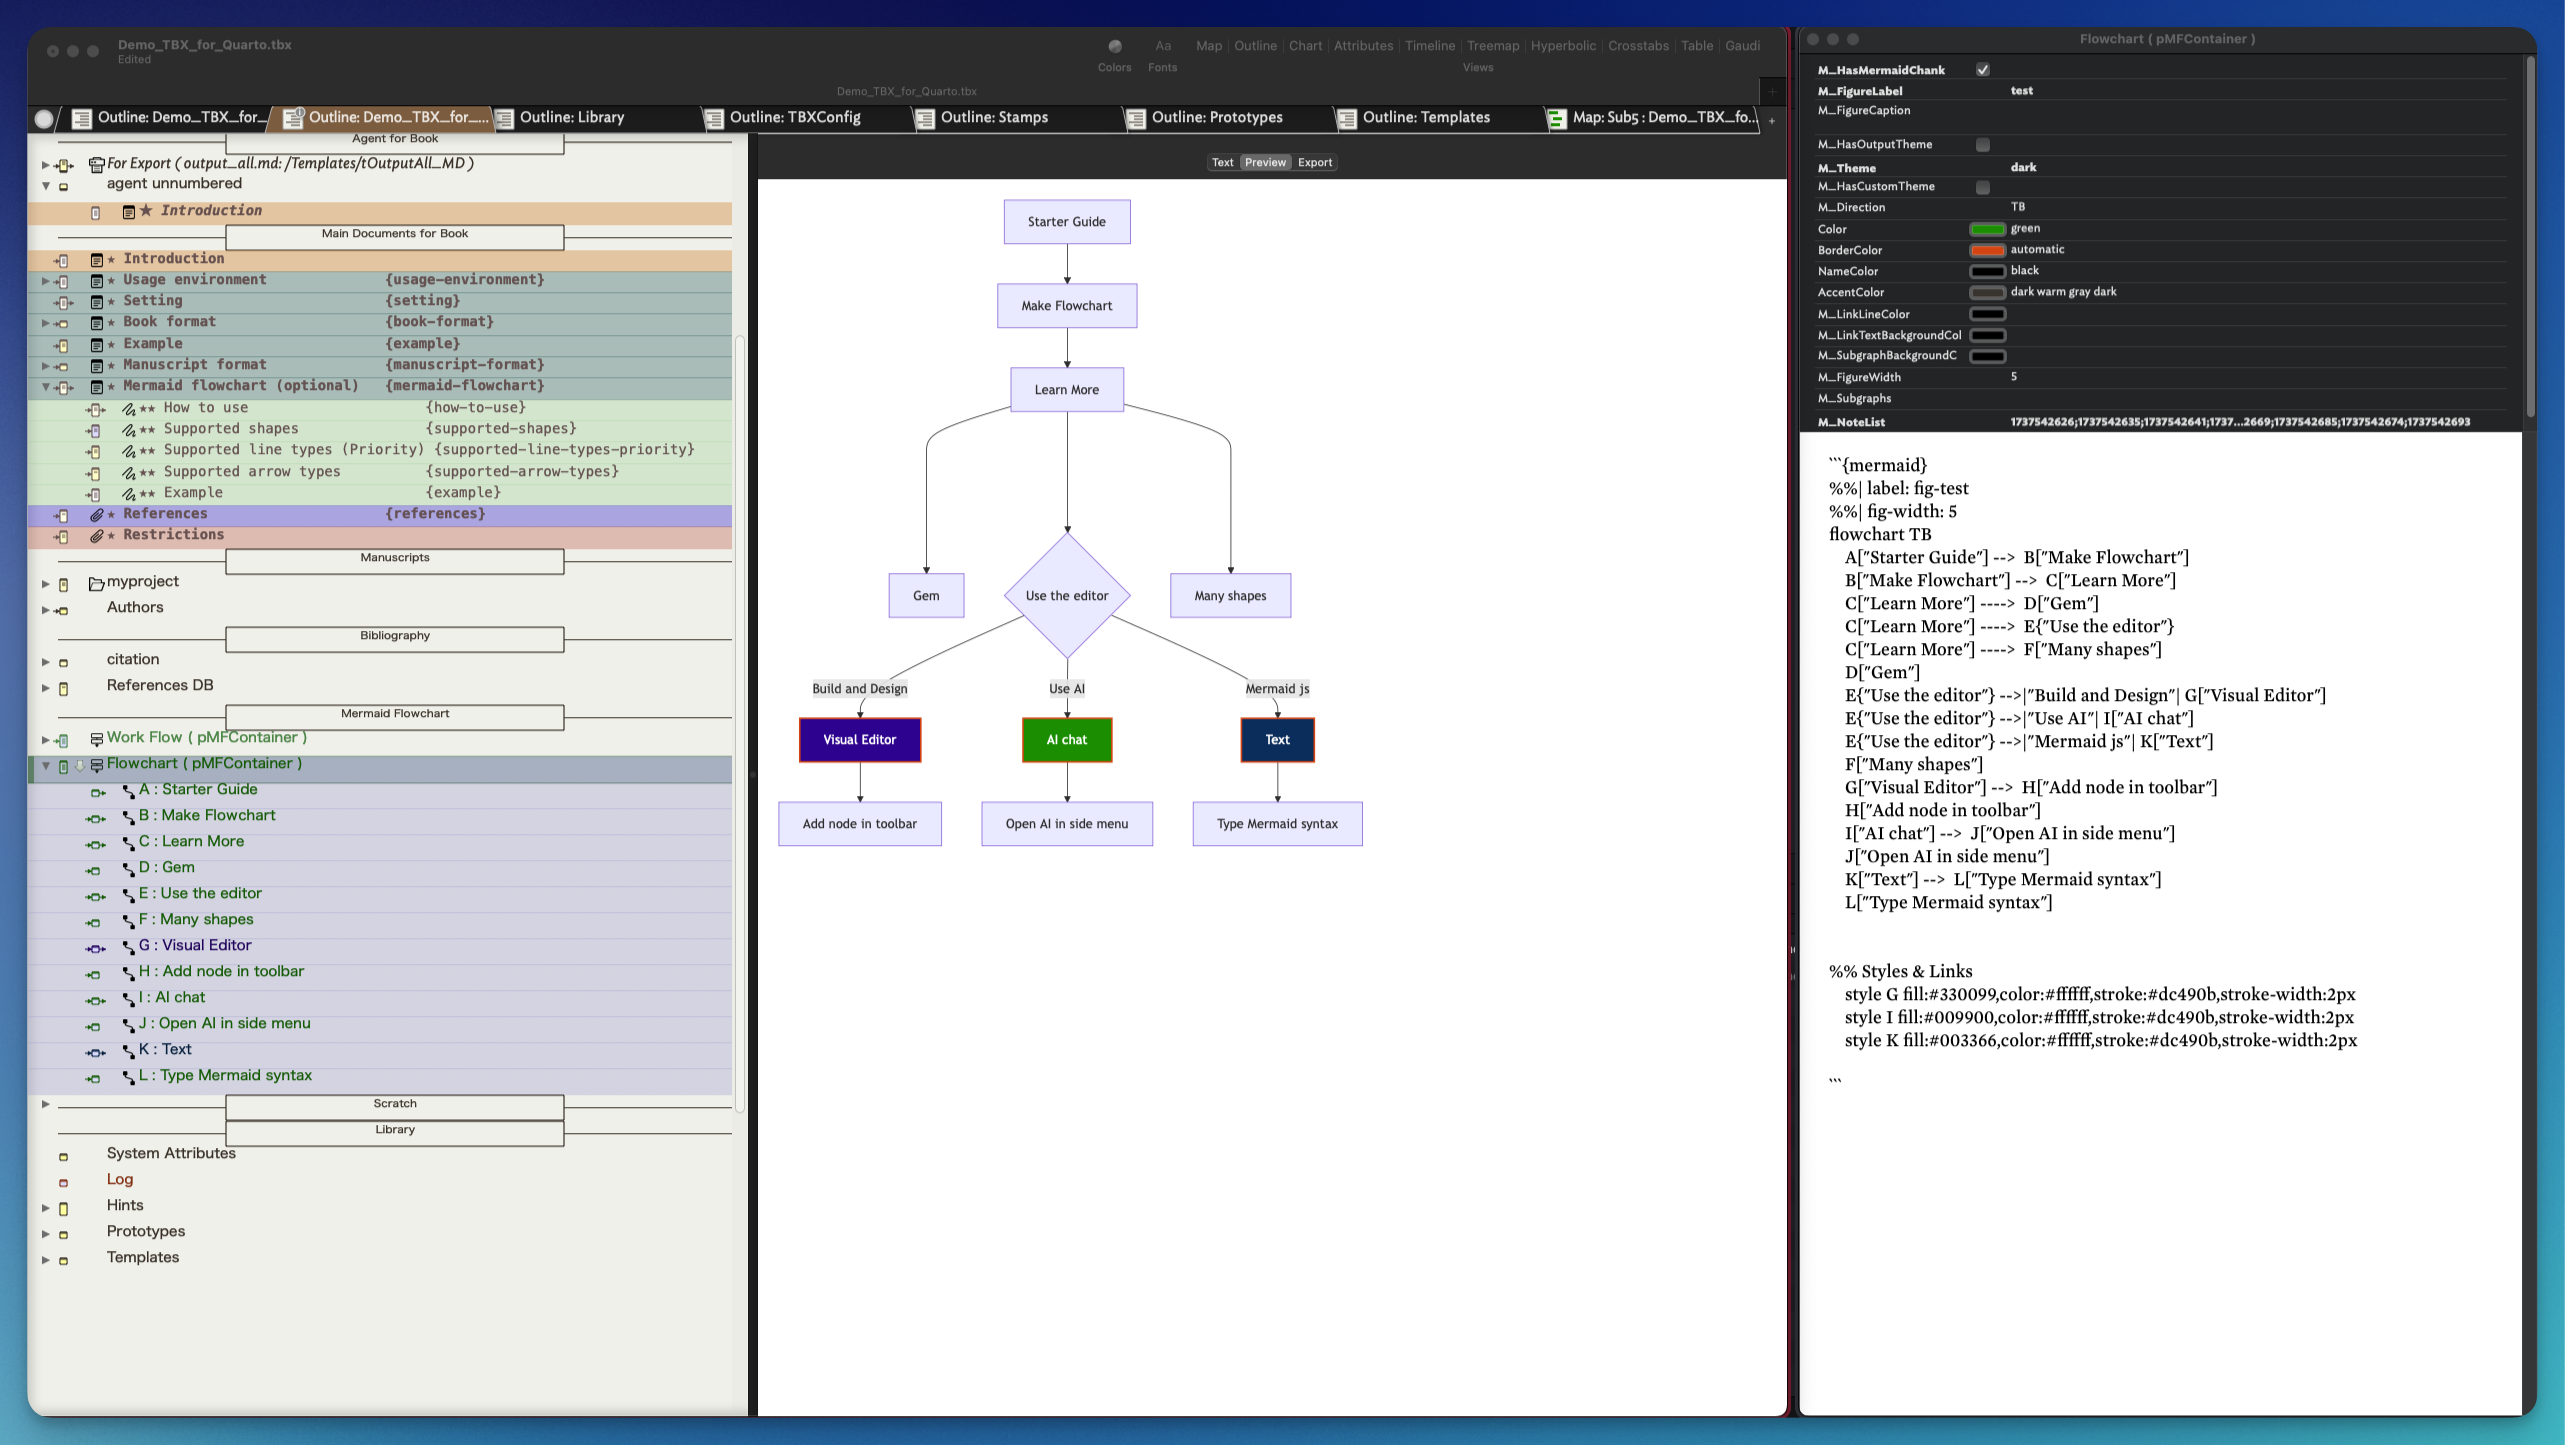 Demo_TBX_for_Quarto.tbx
Edited
Colors
Aa
Fonts
Map | Outline | Chart | Attributes | Timeline | Treemap | Hyperbolic | Crosstabs | Table | Gaudi
Views
Demo_TBX_for_Quarto.tbx
Outline: Demo_TBX_for_
Outline: Demo_TBX_for_...
Outline: Library
Outline: TBXConfig
Outline: Stamps
Outline: Prototypes
Outline: Templates
Map: Sub5 : Demo_TBX_fo...
Agent for Book
For Export ( output_all.md: /Templates/tOutputAll_MD )
agent unnumbered
★ Introduction
Main Documents for Book
★ Introduction
★ Usage environment {usage-environment}
★ Setting {setting}
★ Book format {book-format}
★ Example {example}
★ Manuscript format {manuscript-format}
★ Mermaid flowchart (optional) {mermaid-flowchart}
★★ How to use {how-to-use}
★★ Supported shapes {supported-shapes}
★★ Supported line types (Priority) {supported-line-types-priority}
★★ Supported arrow types {supported-arrow-types}
★★ Example {example}
★ References {references}
★ Restrictions
Manuscripts
myproject
Authors
Bibliography
citation
References DB
Mermaid Flowchart
Work Flow ( pMFContainer )
Flowchart ( pMFContainer )
A : Starter Guide
B : Make Flowchart
C : Learn More
D : Gem
E : Use the editor
F : Many shapes
G : Visual Editor
H : Add node in toolbar
I : AI chat
J : Open AI in side menu
K : Text
L : Type Mermaid syntax
Scratch
Library
System Attributes
Log
Hints
Prototypes
Templates
Text Preview Export
Starter Guide
Make Flowchart
Learn More
Gem
Use the editor
Many shapes
Build and Design
Use AI
Mermaid js
Visual Editor
AI chat
Text
Add node in toolbar
Open AI in side menu
Type Mermaid syntax
Flowchart ( pMFContainer )
M_HasMermaidChank
M_FigureLabel test
M_FigureCaption
M_HasOutputTheme
M_Theme dark
M_HasCustomTheme
M_Direction TB
Color green
BorderColor automatic
NameColor black
AccentColor dark warm gray dark
M_LinkLineColor
M_LinkTextBackgroundCol
M_SubgraphBackgroundC
M_FigureWidth 5
M_Subgraphs
M_NoteList 1737542626;1737542635;1737542641;1737...2669;1737542685;1737542674;1737542693
```{mermaid}
%%| label: fig-test
%%| fig-width: 5
flowchart TB
A["Starter Guide"] --> B["Make Flowchart"]
B["Make Flowchart"] --> C["Learn More"]
C["Learn More"] ----> D["Gem"]
C["Learn More"] ----> E{"Use the editor"}
C["Learn More"] ----> F["Many shapes"]
D["Gem"]
E{"Use the editor"} -->|"Build and Design"| G["Visual Editor"]
E{"Use the editor"} -->|"Use AI"| I["AI chat"]
E{"Use the editor"} -->|"Mermaid js"| K["Text"]
F["Many shapes"]
G["Visual Editor"] --> H["Add node in toolbar"]
H["Add node in toolbar"]
I["AI chat"] --> J["Open AI in side menu"]
J["Open AI in side menu"]
K["Text"] --> L["Type Mermaid syntax"]
L["Type Mermaid syntax"]
%% Styles & Links
style G fill:#330099,color:#ffffff,stroke:#dc490b,stroke-width:2px
style I fill:#009900,color:#ffffff,stroke:#dc490b,stroke-width:2px
style K fill:#003366,color:#ffffff,stroke:#dc490b,stroke-width:2px
```